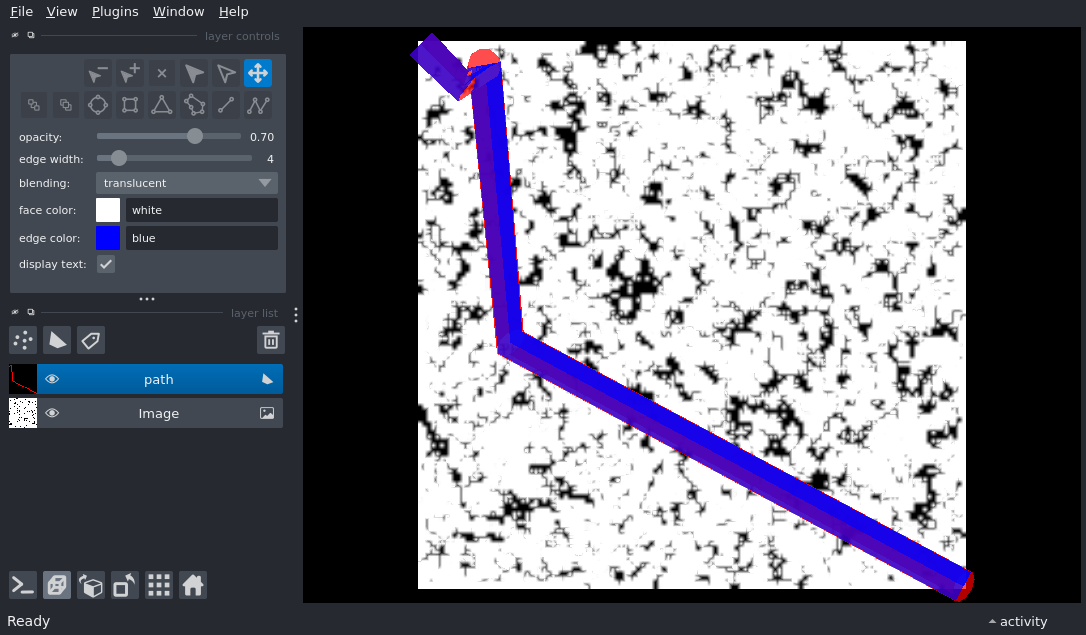 File View Plugins Window Help
layer controls
opacity: 0.70
edge width: 4
blending: translucent
face color: white
edge color: blue
display text:
layer list
path
Image
Ready
activity